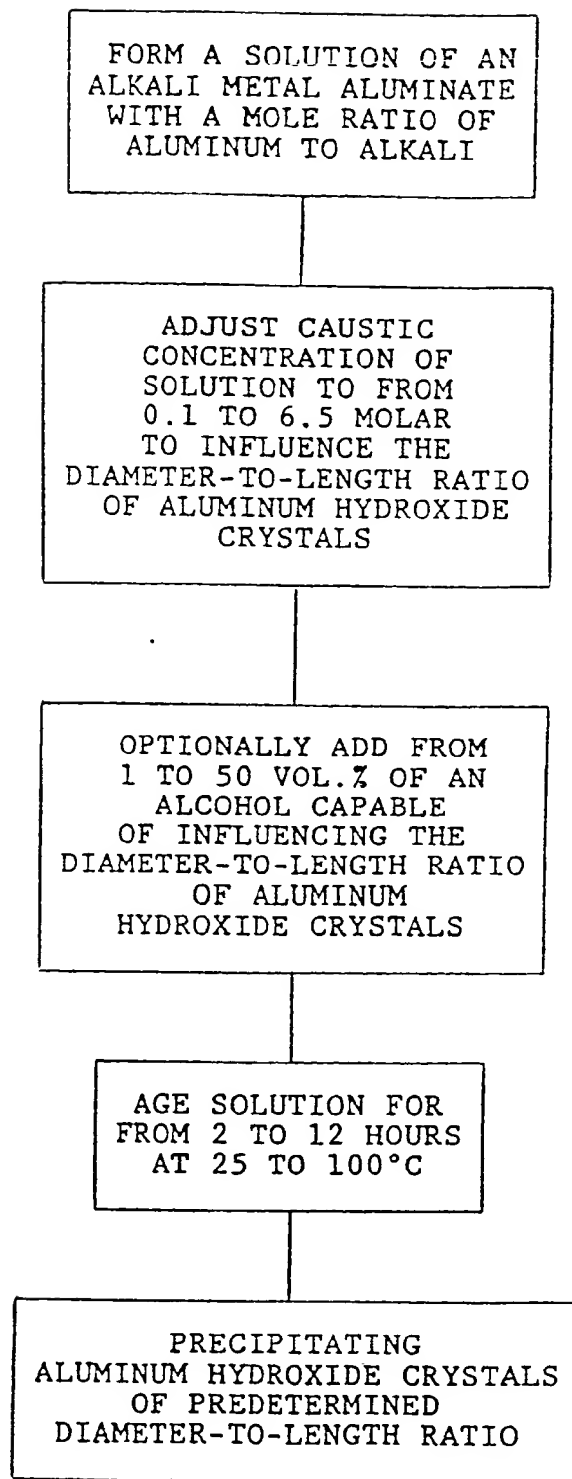 FORM A SOLUTION OF AN
ALKALI METAL ALUMINATE
WITH A MOLE RATIO OF
ALUMINUM TO ALKALI
ADJUST CAUSTIC
CONCENTRATION OF
SOLUTION TO FROM
0.1 TO 6.5 MOLAR
TO INFLUENCE THE
DIAMETER-TO-LENGTH RATIO
OF ALUMINUM HYDROXIDE
CRYSTALS
OPTIONALLY ADD FROM
1 TO 50 VOL.% OF AN
ALCOHOL CAPABLE
OF INFLUENCING THE
DIAMETER-TO-LENGTH RATIO
OF ALUMINUM
HYDROXIDE CRYSTALS
AGE SOLUTION FOR
FROM 2 TO 12 HOURS
AT 25 TO 100°C
PRECIPITATING
ALUMINUM HYDROXIDE CRYSTALS
OF PREDETERMINED
DIAMETER-TO-LENGTH RATIO